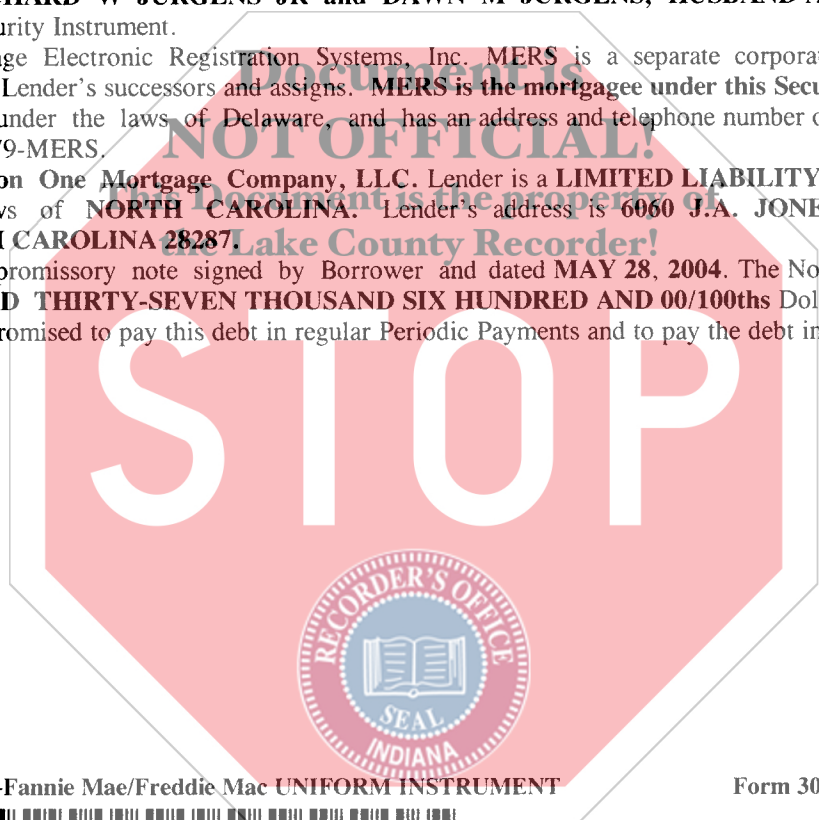 CHARD W JURGENS JR and DAWN M JURGENS, HUSBAND
urity Instrument.
ge Electronic Registration Systems, Inc. MERS is a separate corporat
Document is
Lender's successors and assigns. MERS is the mortgagee under this Secu
under the laws of Delaware, and has an address and telephone number o
NOT OFFICIAL!
79-MERS.
on One Mortgage Company, LLC. Lender is a LIMITED LIABILITY
This Document is the property of
ws of NORTH CAROLINA. Lender's address is 6060 J.A. JONE
H CAROLINA 28287.
the Lake County Recorder!
promissory note signed by Borrower and dated MAY 28, 2004. The No
D THIRTY-SEVEN THOUSAND SIX HUNDRED AND 00/100ths Dol
romised to pay this debt in regular Periodic Payments and to pay the debt in
STOP
RECORDER'S OFFICE
SEAL
INDIANA
-Fannie Mae/Freddie Mac UNIFORM INSTRUMENT Form 30